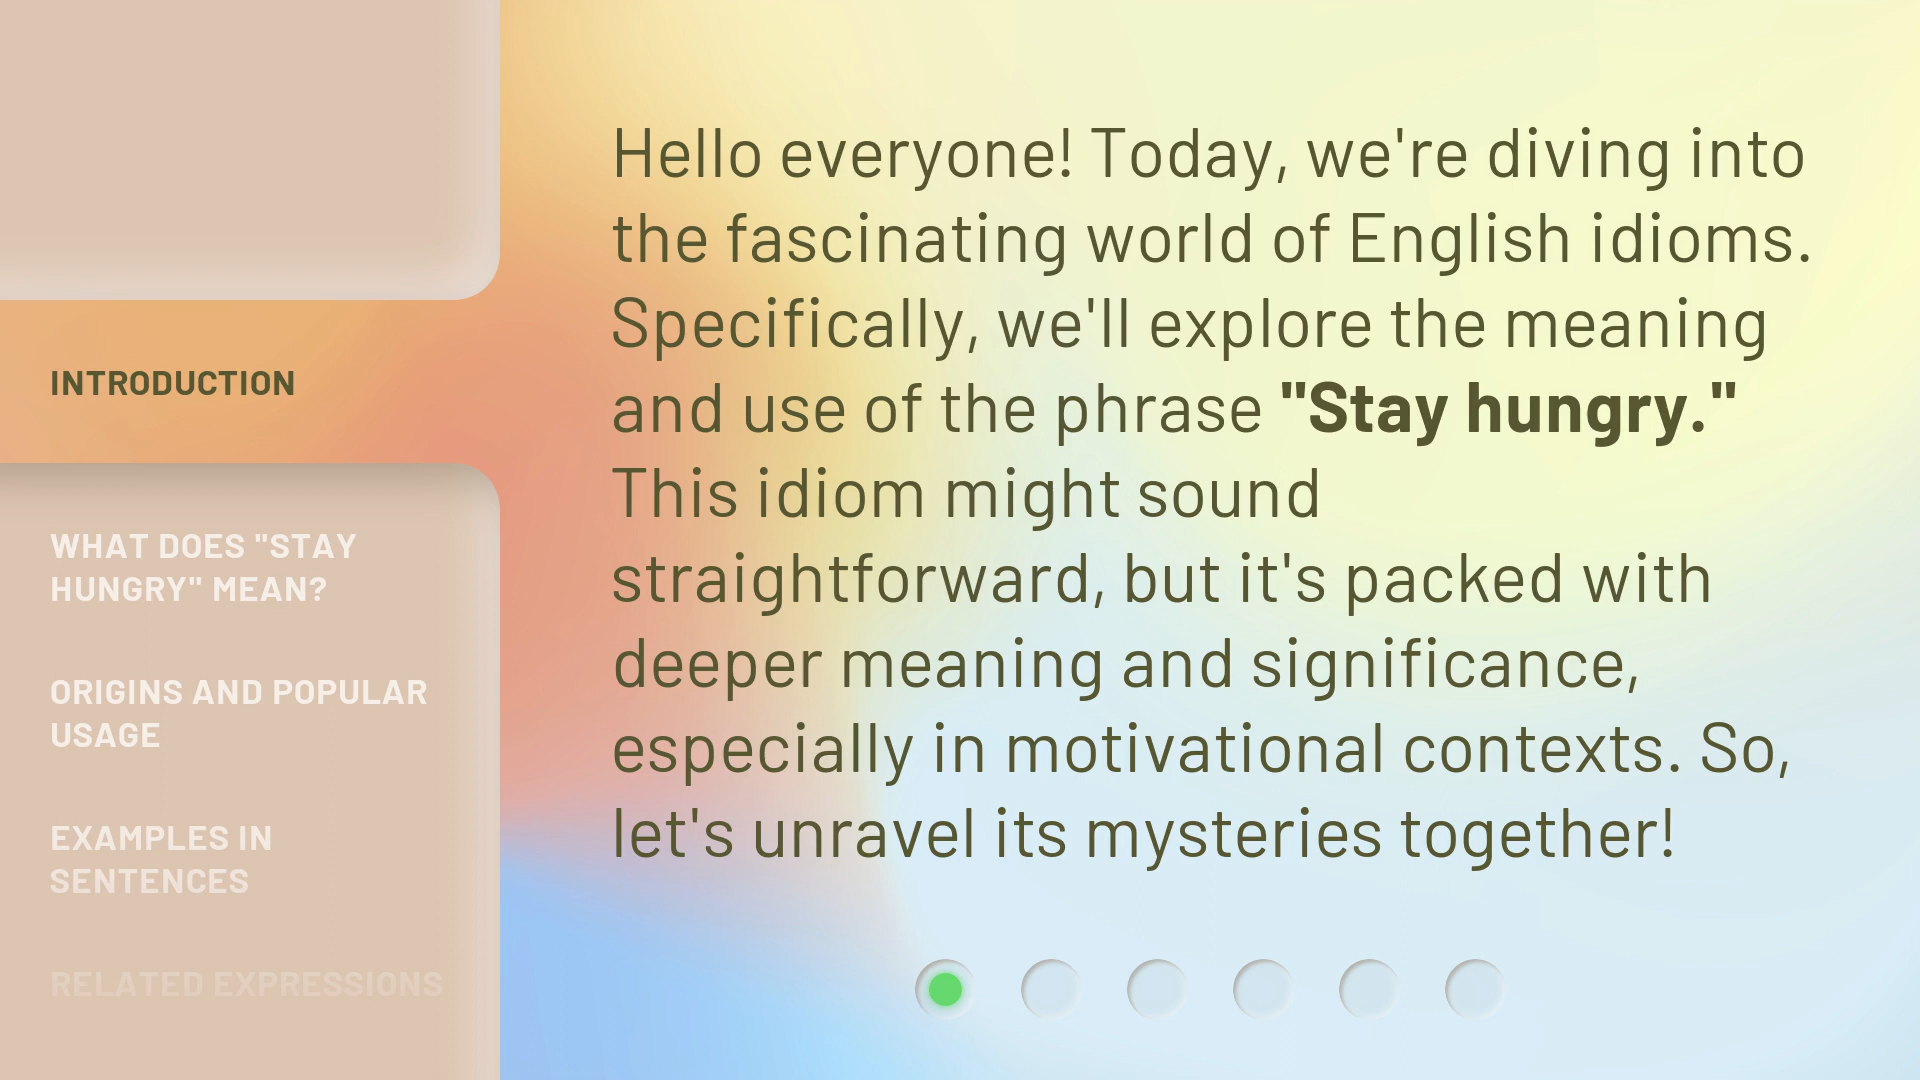 INTRODUCTION
WHAT DOES "STAY
HUNGRY" MEAN?
ORIGINS AND POPULAR
USAGE
EXAMPLES IN
SENTENCES
RELATED EXPRESSIONS
Hello everyone! Today, we're diving into
the fascinating world of English idioms.
Specifically, we'll explore the meaning
and use of the phrase "Stay hungry."
This idiom might sound
straightforward, but it's packed with
deeper meaning and significance,
especially in motivational contexts. So,
let's unravel its mysteries together!